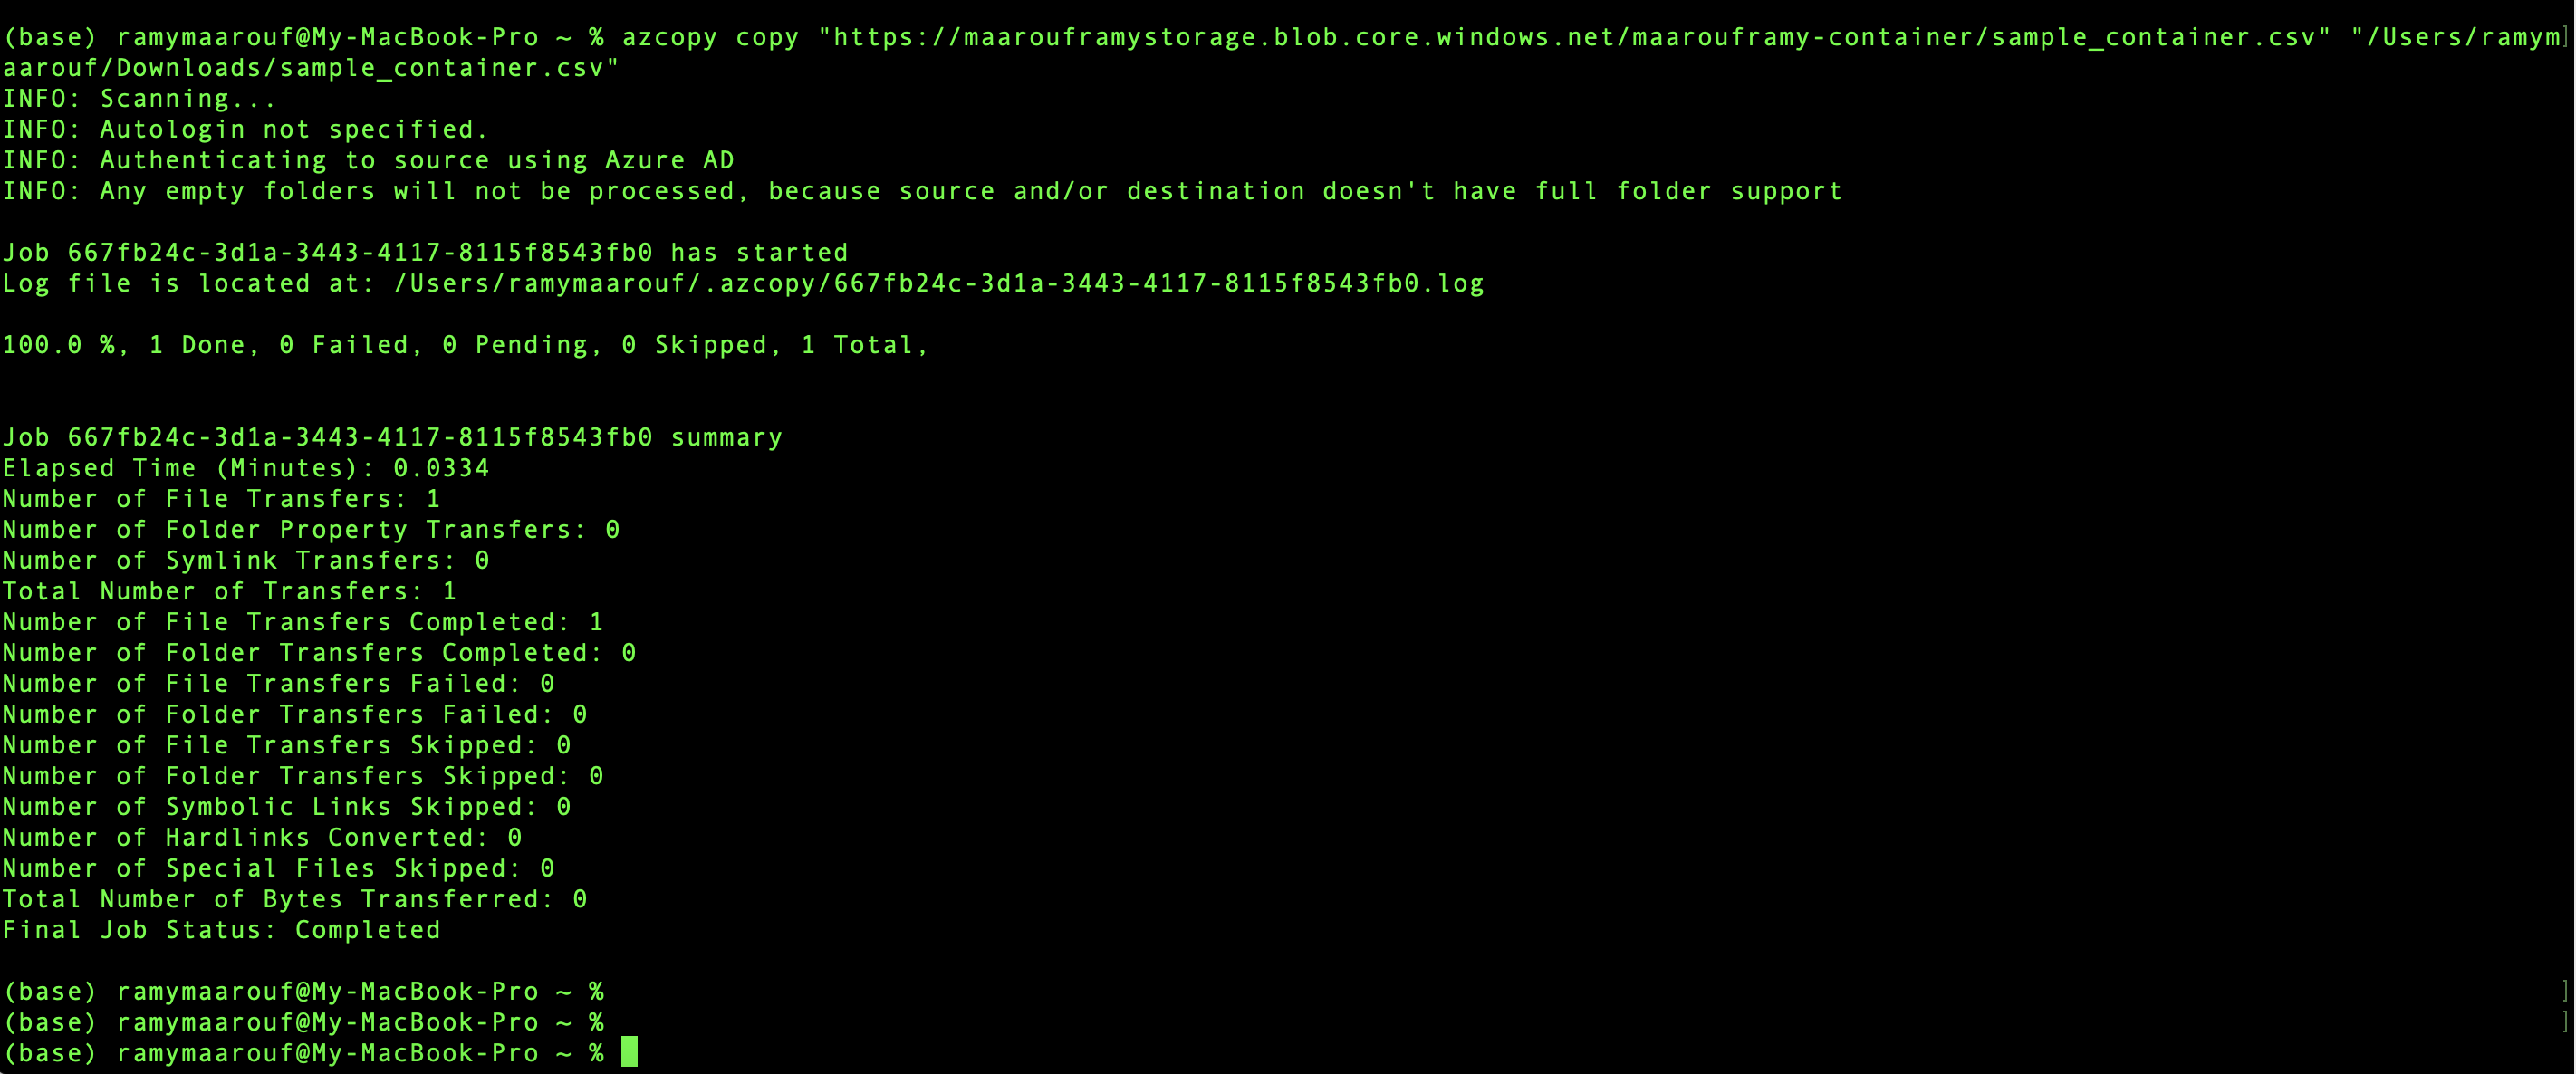 (base) ramymaarouf@My-MacBook-Pro ~ % azcopy copy "https://maarouframystorage.blob.core.windows.net/maarouframy-container/sample_container.csv" "/Users/ramym]
aarouf/Downloads/sample_container.csv"
INFO: Scanning...
INFO: Autologin not specified.
INFO: Authenticating to source using Azure AD
INFO: Any empty folders will not be processed, because source and/or destination doesn't have full folder support
Job 667fb24c-3d1a-3443-4117-8115f8543fb0 has started
Log file is located at: /Users/ramymaarouf/.azcopy/667fb24c-3d1a-3443-4117-8115f8543fb0.log
100.0 %, 1 Done, 0 Failed, 0 Pending, 0 Skipped, 1 Total,
Job 667fb24c-3d1a-3443-4117-8115f8543fb0 summary
Elapsed Time (Minutes): 0.0334
Number of File Transfers: 1
Number of Folder Property Transfers: 0
Number of Symlink Transfers: 0
Total Number of Transfers: 1
Number of File Transfers Completed: 1
Number of Folder Transfers Completed: 0
Number of File Transfers Failed: 0
Number of Folder Transfers Failed: 0
Number of File Transfers Skipped: 0
Number of Folder Transfers Skipped: 0
Number of Symbolic Links Skipped: 0
Number of Hardlinks Converted: 0
Number of Special Files Skipped: 0
Total Number of Bytes Transferred: 0
Final Job Status: Completed
(base) ramymaarouf@My-MacBook-Pro ~ % ]
(base) ramymaarouf@My-MacBook-Pro ~ % ]
(base) ramymaarouf@My-MacBook-Pro ~ %